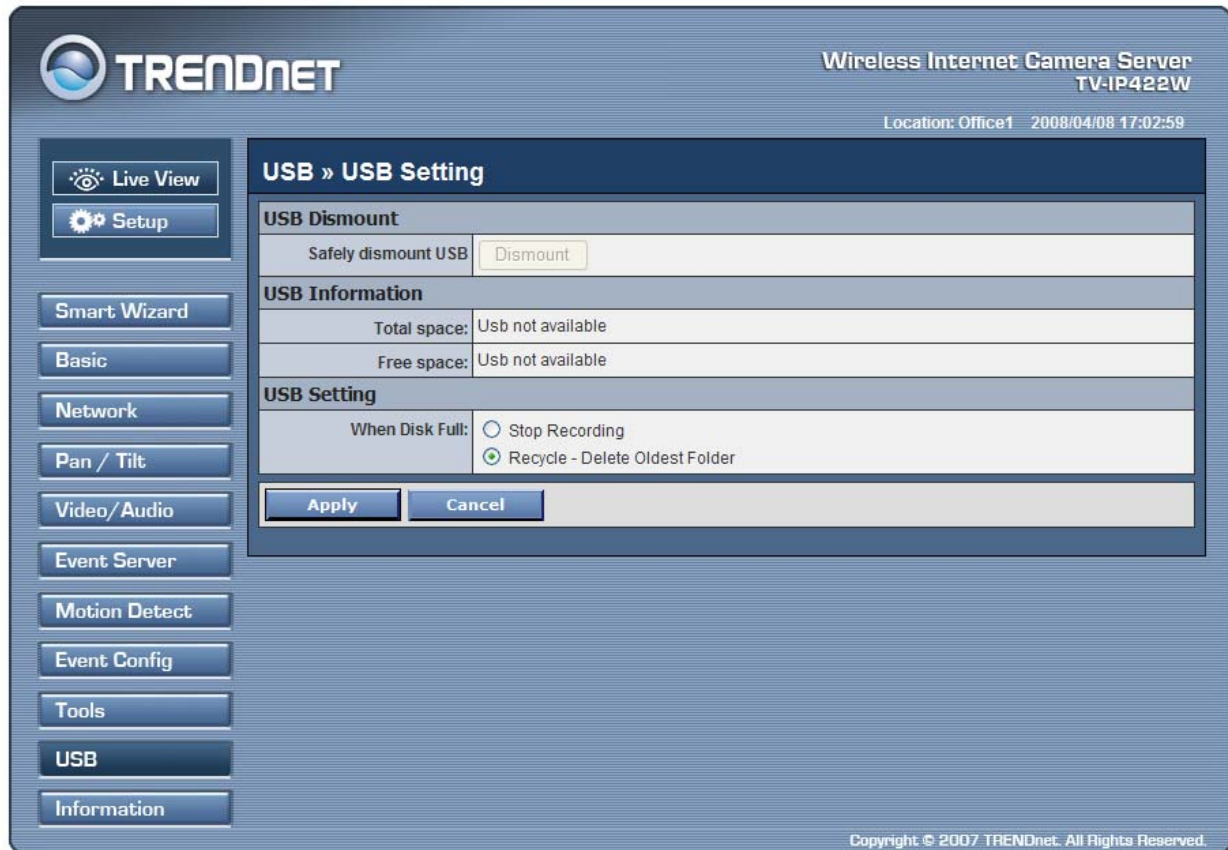 TRENDNET
Wireless Internet Camera Server
TV-IP422W
Location: Office1 2008/04/08 17:02:59
Live View
Setup
Smart Wizard
Basic
Network
Pan / Tilt
Video/Audio
Event Server
Motion Detect
Event Config
Tools
USB
Information
USB » USB Setting
USB Dismount
Safely dismount USB Dismount
USB Information
Total space: Usb not available
Free space: Usb not available
USB Setting
When Disk Full: Stop Recording
Recycle - Delete Oldest Folder
Apply Cancel
Copyright © 2007 TRENDnet. All Rights Reserved.